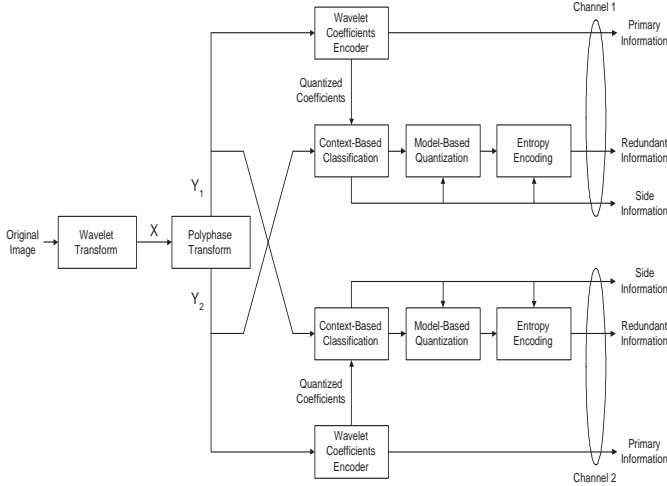 Channel 1
Wavelet
Coefficients
Encoder
Primary
Information
Quantized
Coefficients
Context-Based
Classification
Model-Based
Quantization
Entropy
Encoding
Redundant
Information
Y1
Side
Information
Original
Image
Wavelet
Transform
X
Polyphase
Transform
Y2
Side
Information
Context-Based
Classification
Model-Based
Quantization
Entropy
Encoding
Redundant
Information
Quantized
Coefficients
Wavelet
Coefficients
Encoder
Primary
Information
Channel 2